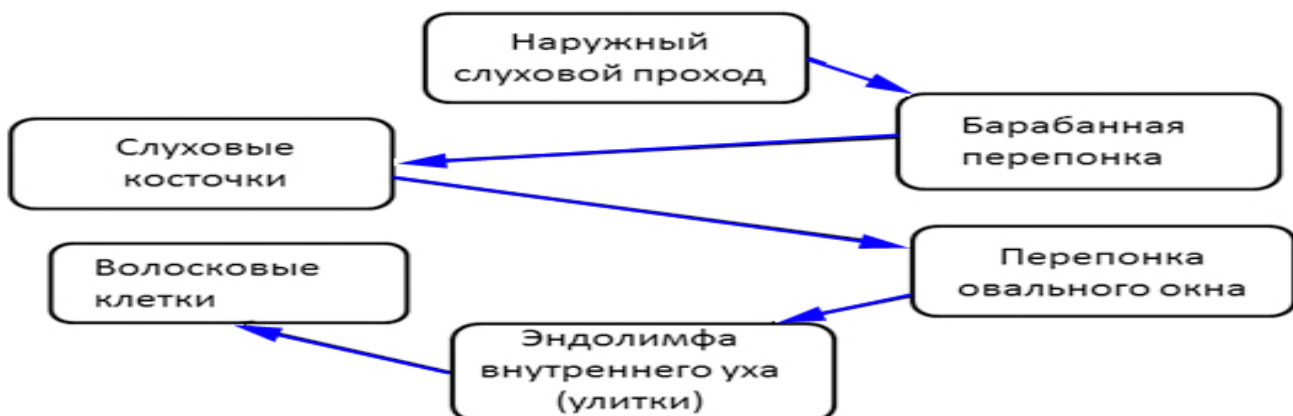 Наружный
слуховой проход
Барабанная
перепонка
Слуховые
косточки
Перепонка
овального окна
Эндолимфа
внутреннего уха
(улитки)
Волосковые
клетки